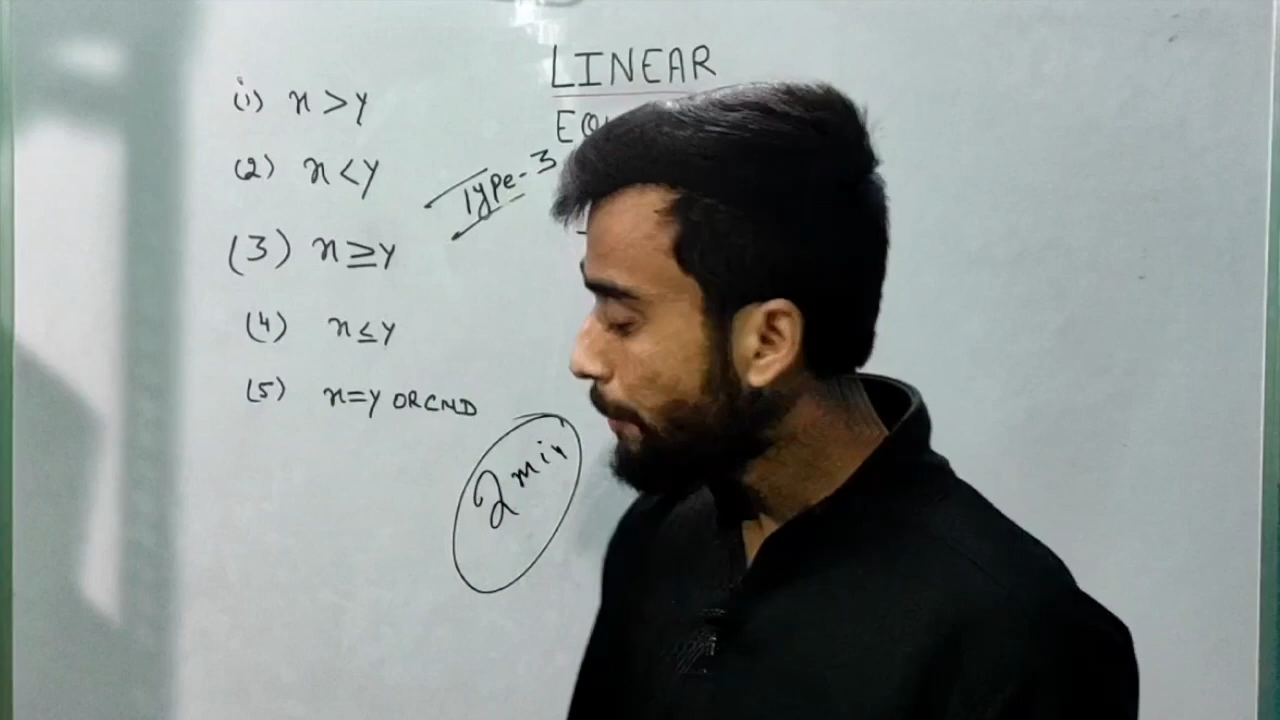 LINEAR
(1) x > y
(2) x < y
Type-3
(3) x ≥ y
(4) x ≤ y
(5) x = y OR CND
2 min